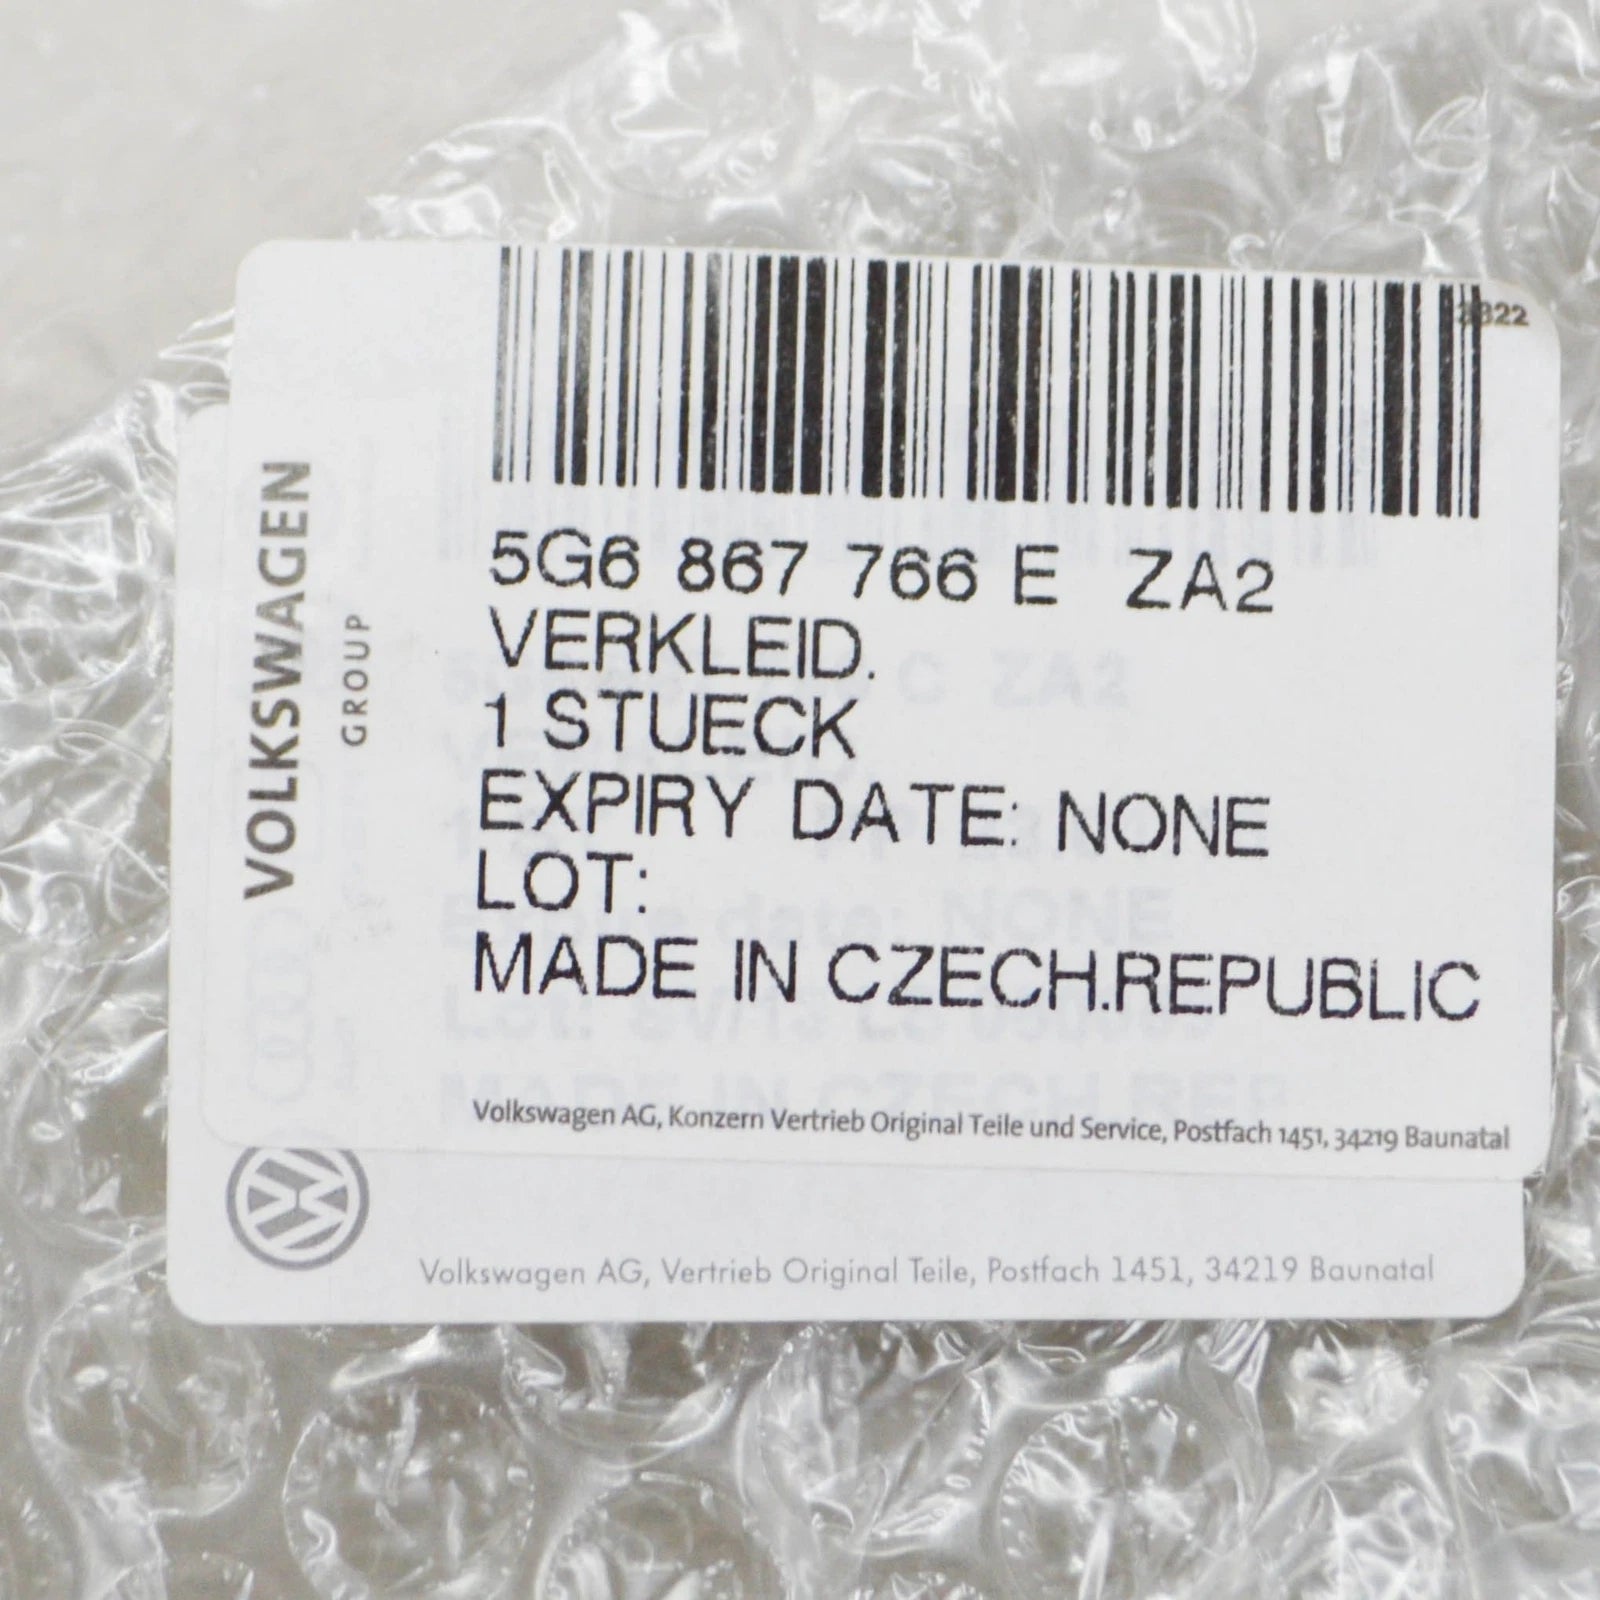 VOLKSWAGEN
GROUP
5G6 867 766 E ZA2
VERKLEID.
1 STUECK
EXPIRY DATE: NONE
LOT:
MADE IN CZECH.REPUBLIC
Volkswagen AG, Konzern Vertrieb Original Teile und Service, Postfach 1451, 34219 Baunatal
Volkswagen AG, Vertrieb Original Teile, Postfach 1451, 34219 Baunatal